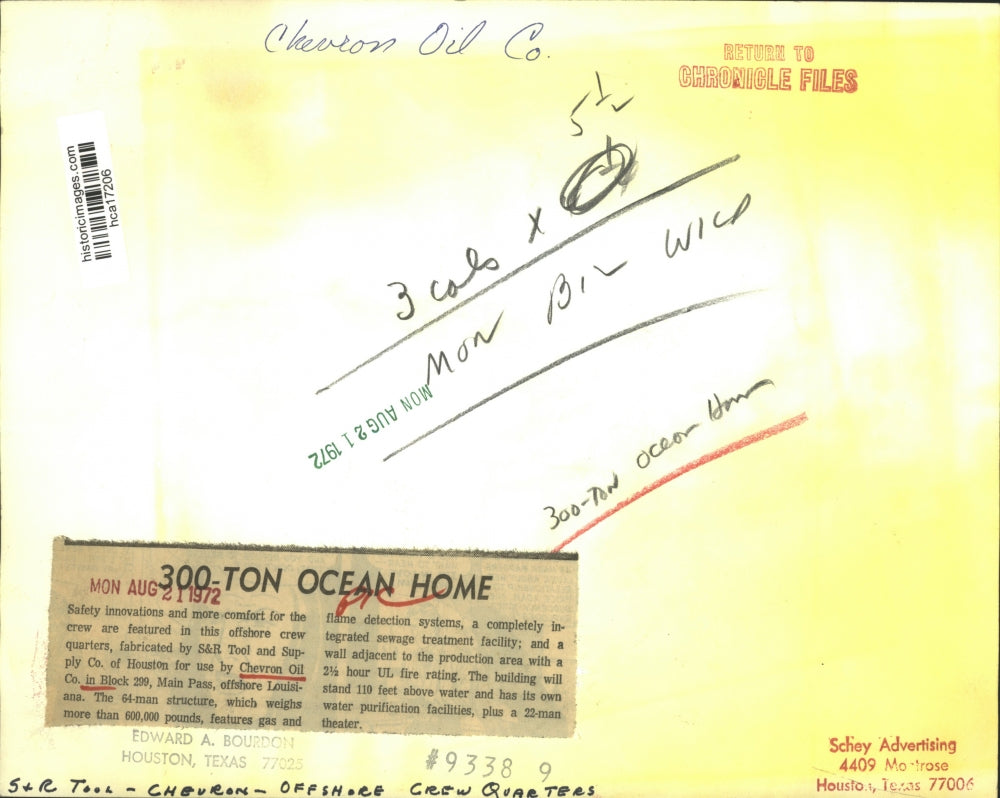 Chevron Oil Co.
RETURN TO
CHRONICLE FILES
historicimages.com
hca17206
5 1/2
3 cols x
MON BIZ
MON AUG 21 1972
300-TON Ocean Home
300-TON OCEAN HOME
MON AUG 21 1972
Safety innovations and more comfort for the
crew are featured in this offshore crew
quarters, fabricated by S&R Tool and Sup-
ply Co. of Houston for use by Chevron Oil
Co. in Block 299, Main Pass, offshore Louisi-
ana. The 64-man structure, which weighs
more than 600,000 pounds, features gas and
flame detection systems, a completely in-
tegrated sewage treatment facility; and a
wall adjacent to the production area with a
2½ hour UL fire rating. The building will
stand 110 feet above water and has its own
water purification facilities, plus a 22-man
theater.
EDWARD A. BOURDON
HOUSTON, TEXAS 77025
#9338 9
Schey Advertising
4409 Montrose
Houston, Texas 77006
S+R TOOL - CHEVRON - OFFSHORE CREW QUARTERS